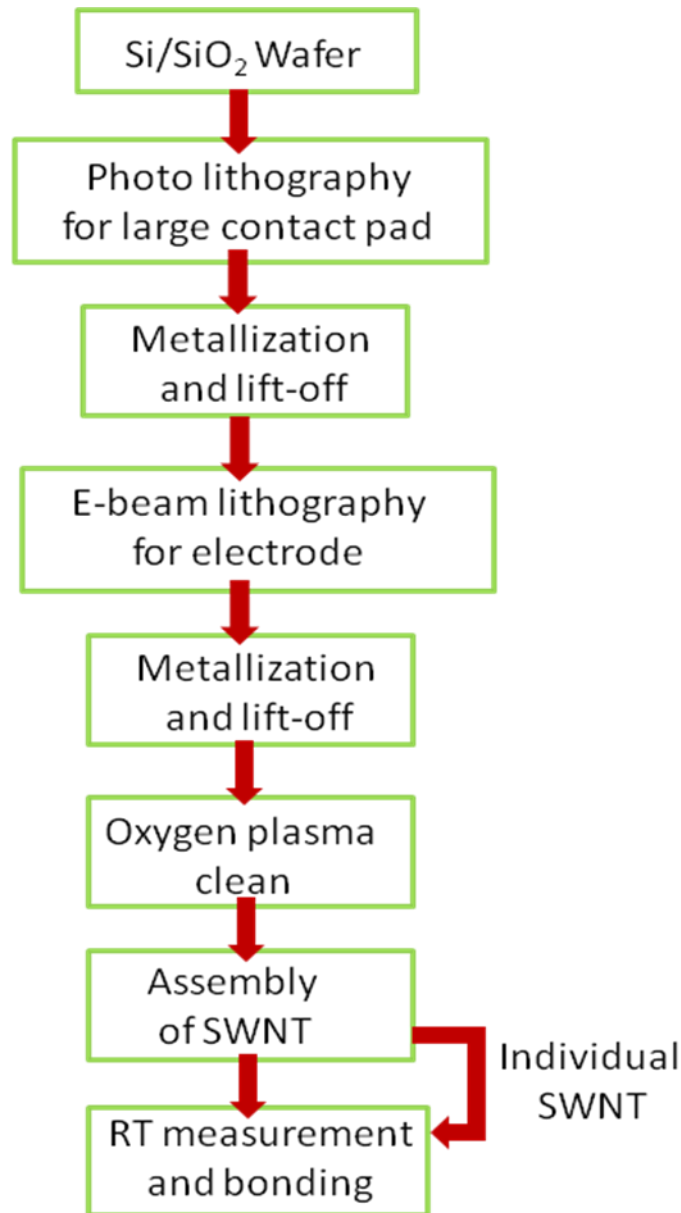 Si/SiO₂ Wafer
Photo lithography
for large contact pad
Metallization
and lift-off
E-beam lithography
for electrode
Metallization
and lift-off
Oxygen plasma
clean
Assembly
of SWNT
Individual
SWNT
RT measurement
and bonding